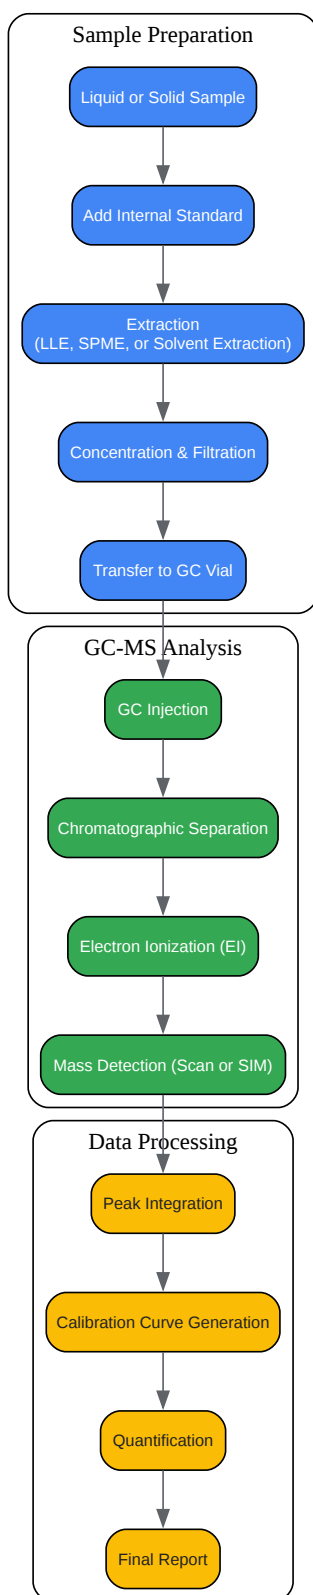 Sample Preparation
Liquid or Solid Sample
Add Internal Standard
Extraction
(LLE, SPME, or Solvent Extraction)
Concentration & Filtration
Transfer to GC Vial
GC-MS Analysis
GC Injection
Chromatographic Separation
Electron Ionization (EI)
Mass Detection (Scan or SIM)
Data Processing
Peak Integration
Calibration Curve Generation
Quantification
Final Report